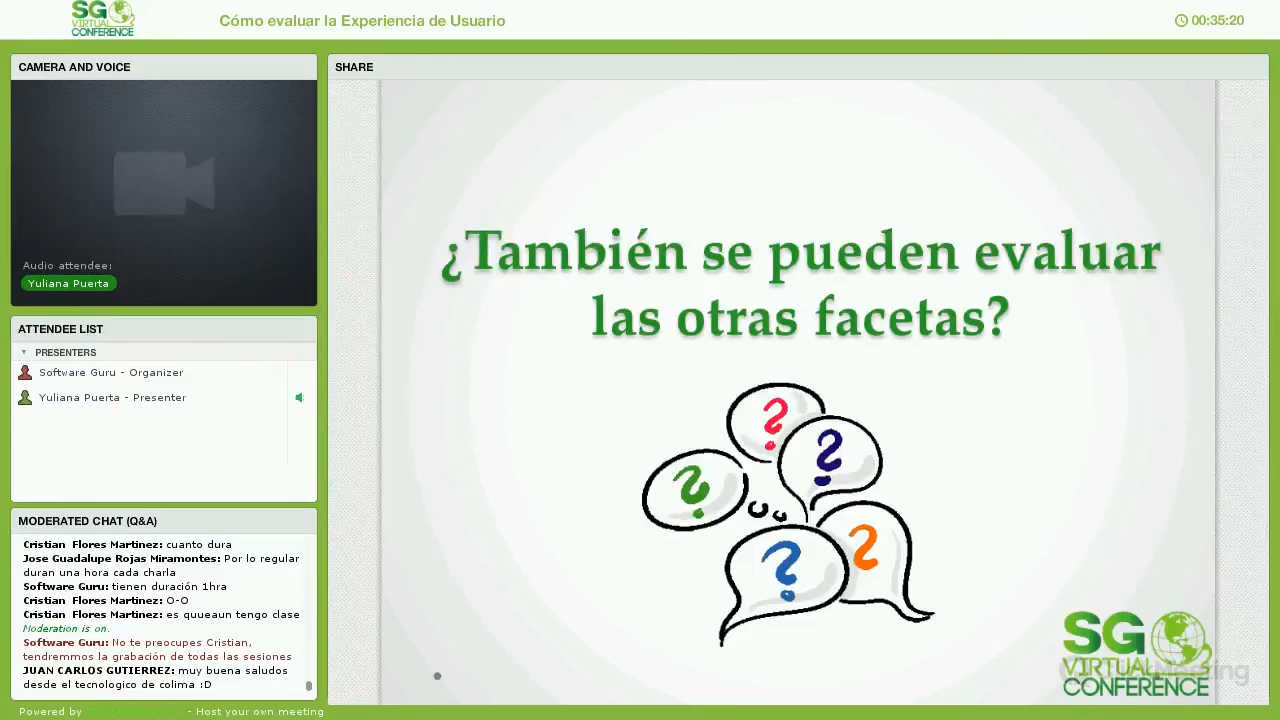 SG
VIRTUAL
CONFERENCE
Cómo evaluar la Experiencia de Usuario
00:35:20
CAMERA AND VOICE
Audio attendee:
Yuliana Puerta
ATTENDEE LIST
PRESENTERS
Software Guru - Organizer
Yuliana Puerta - Presenter
MODERATED CHAT (Q&A)
Cristian Flores Martinez: cuanto dura
Jose Guadalupe Rojas Miramontes: Por lo regular
duran una hora cada charla
Software Guru: tienen duración 1hra
Cristian Flores Martinez: O-O
Cristian Flores Martinez: es queeaun tengo clase
Moderation is on.
Software Guru: No te preocupes Cristian,
tendremmos la grabación de todas las sesiones
JUAN CARLOS GUTIERREZ: muy buena saludos
desde el tecnologico de colima :D
Powered by
- Host your own meeting
SHARE
¿También se pueden evaluar
las otras facetas?
? ? ? ? ?
SG
VIRTUAL
CONFERENCE